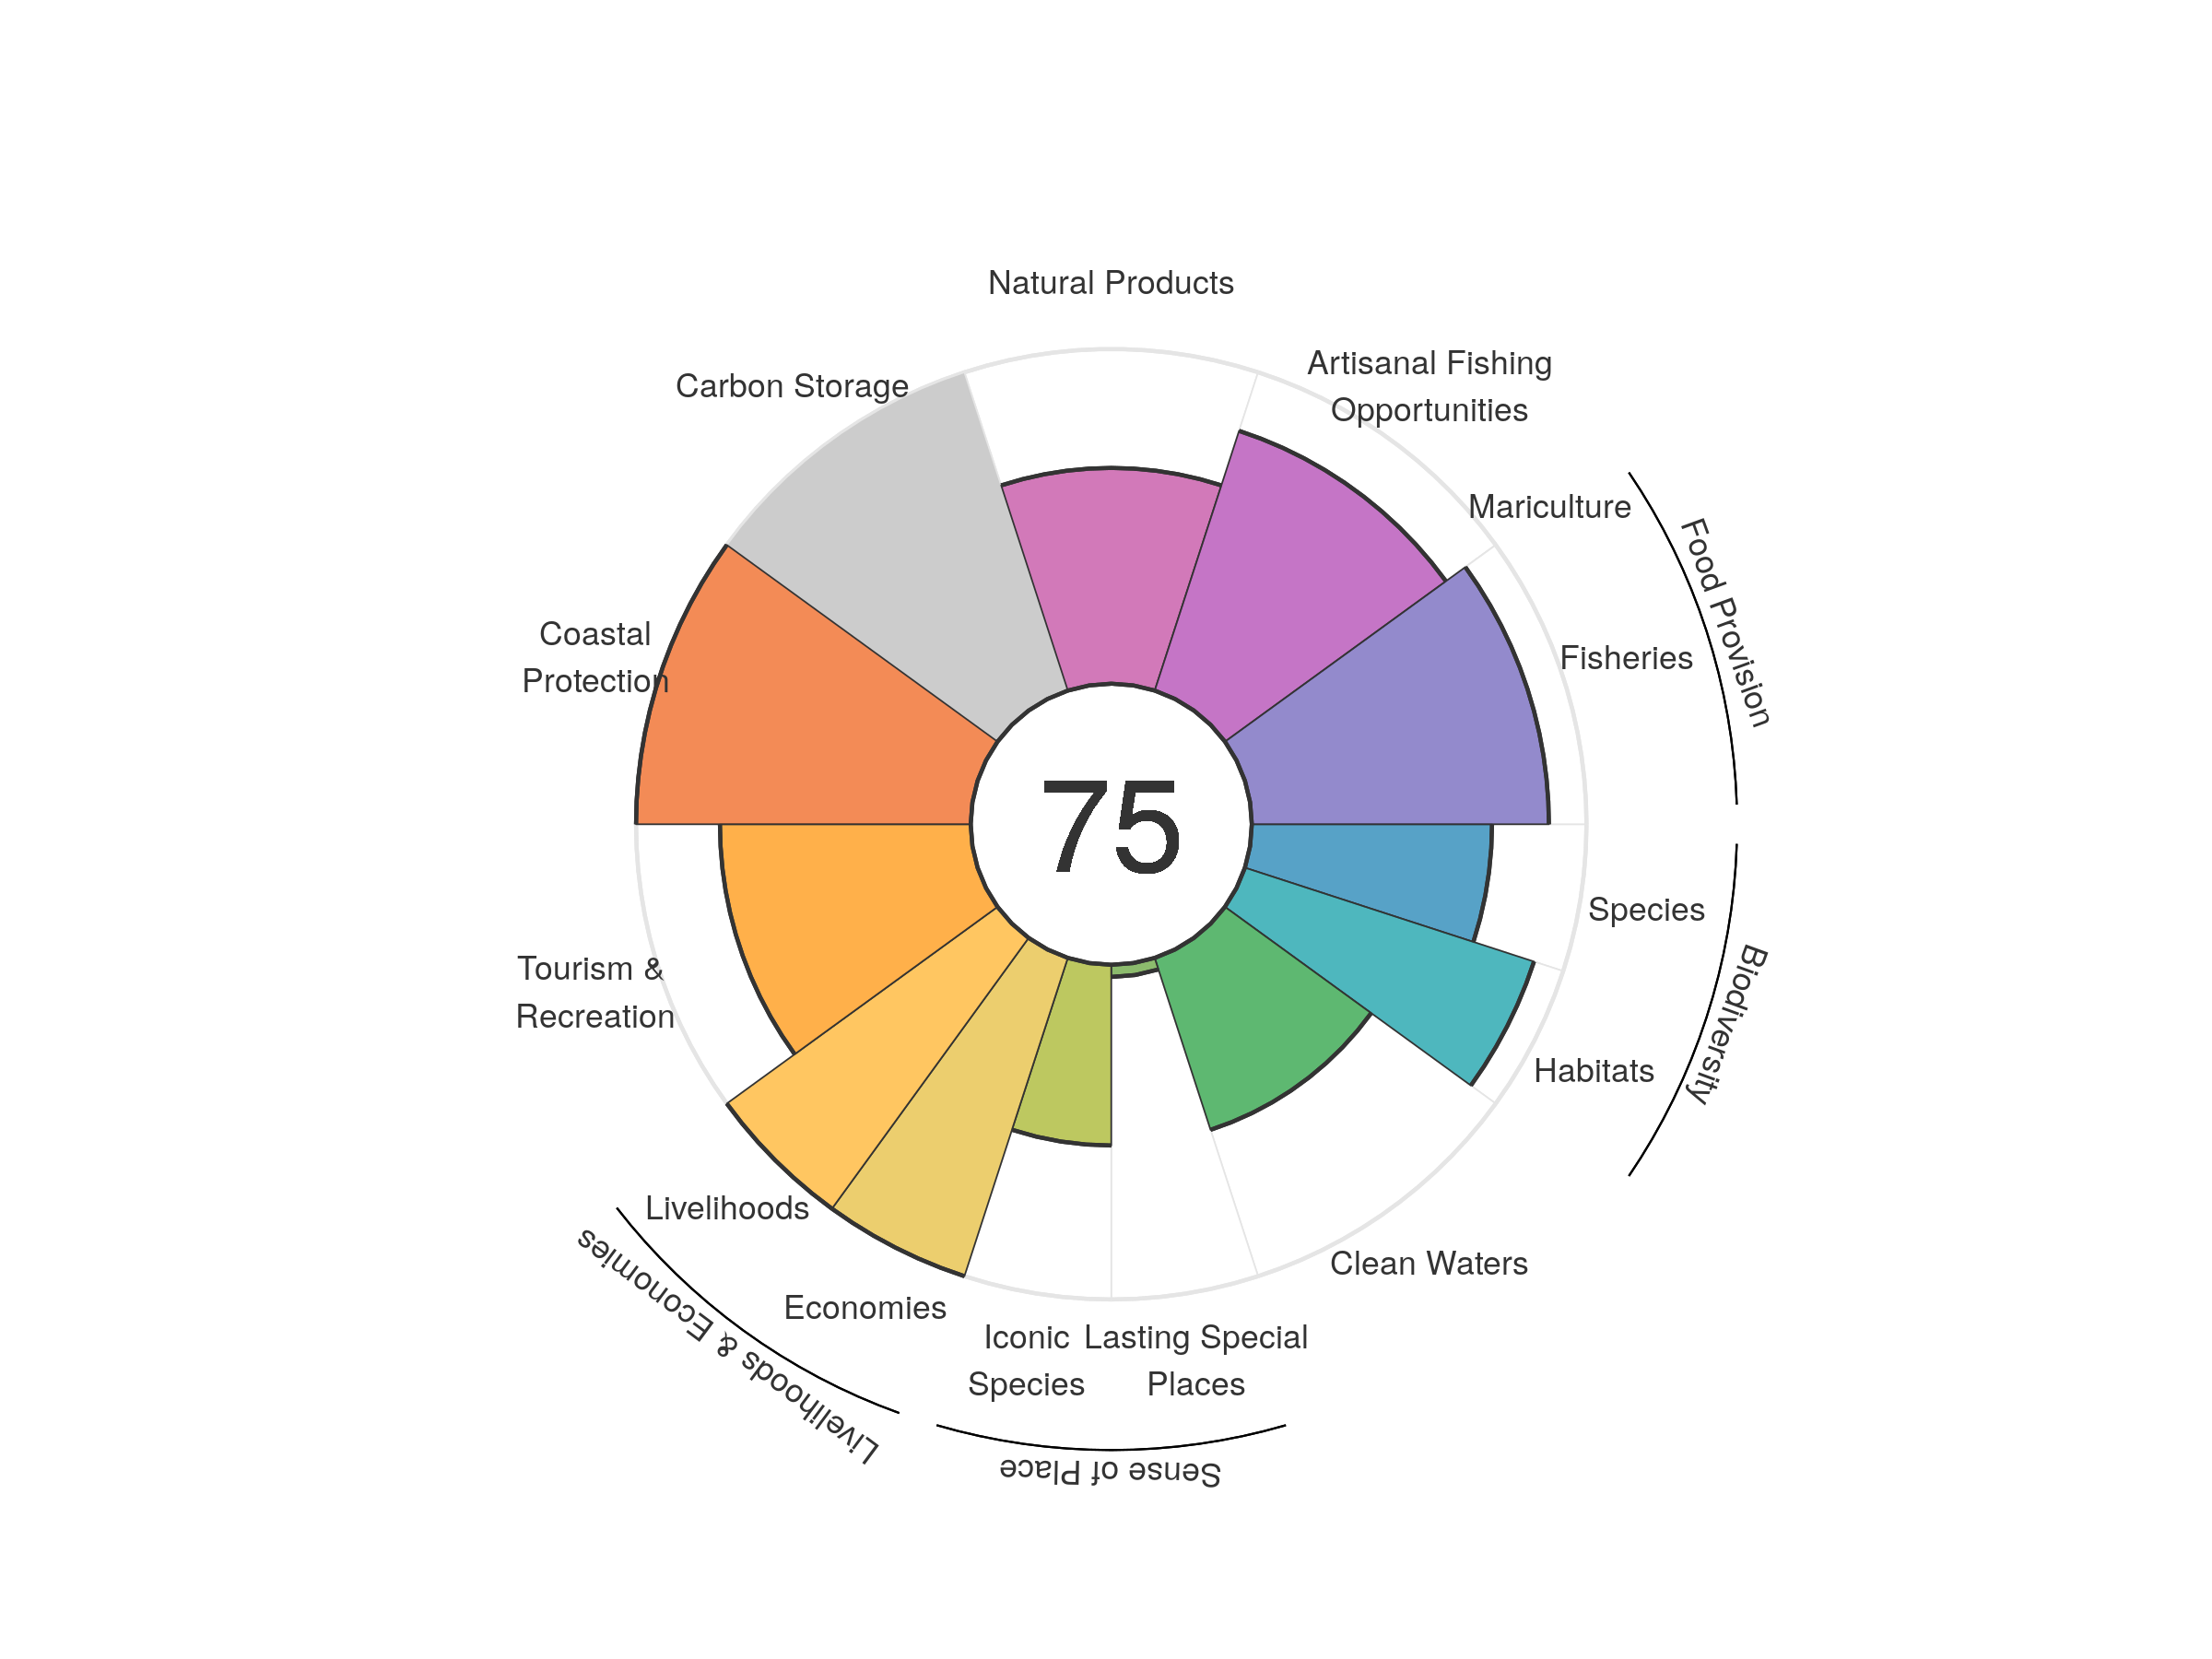 Natural Products
Carbon Storage
Artisanal Fishing
Opportunities
Mariculture
Food Provision
Fisheries
Coastal
Protection
75
Species
Biodiversity
Tourism &
Recreation
Habitats
Livelihoods
Clean Waters
Economies
Livelihoods & Economies
Iconic
Species
Lasting Special
Places
Sense of Place